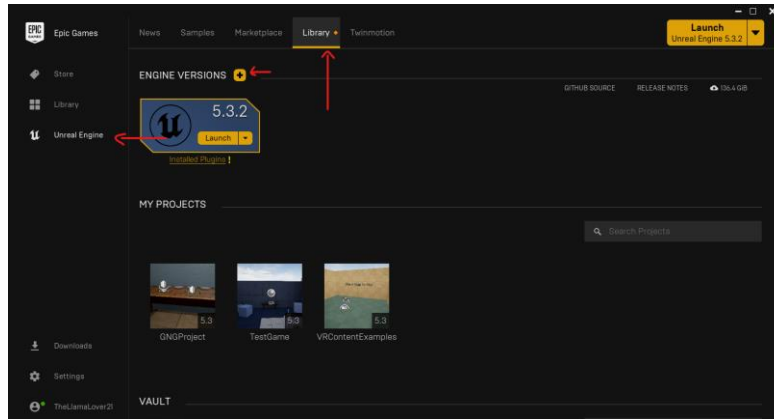 EPIC GAMES
Epic Games
News Samples Marketplace Library Twinmotion
Launch
Unreal Engine 5.3.2
Store
Library
Unreal Engine
ENGINE VERSIONS
GITHUB SOURCE RELEASE NOTES 136.4 GiB
5.3.2
Launch
Installed Plugins !
MY PROJECTS
Search Projects
5.3 5.3 5.3
GNGProject TestGame VRContentExamples
Downloads
Settings
TheLlamaLover21
VAULT